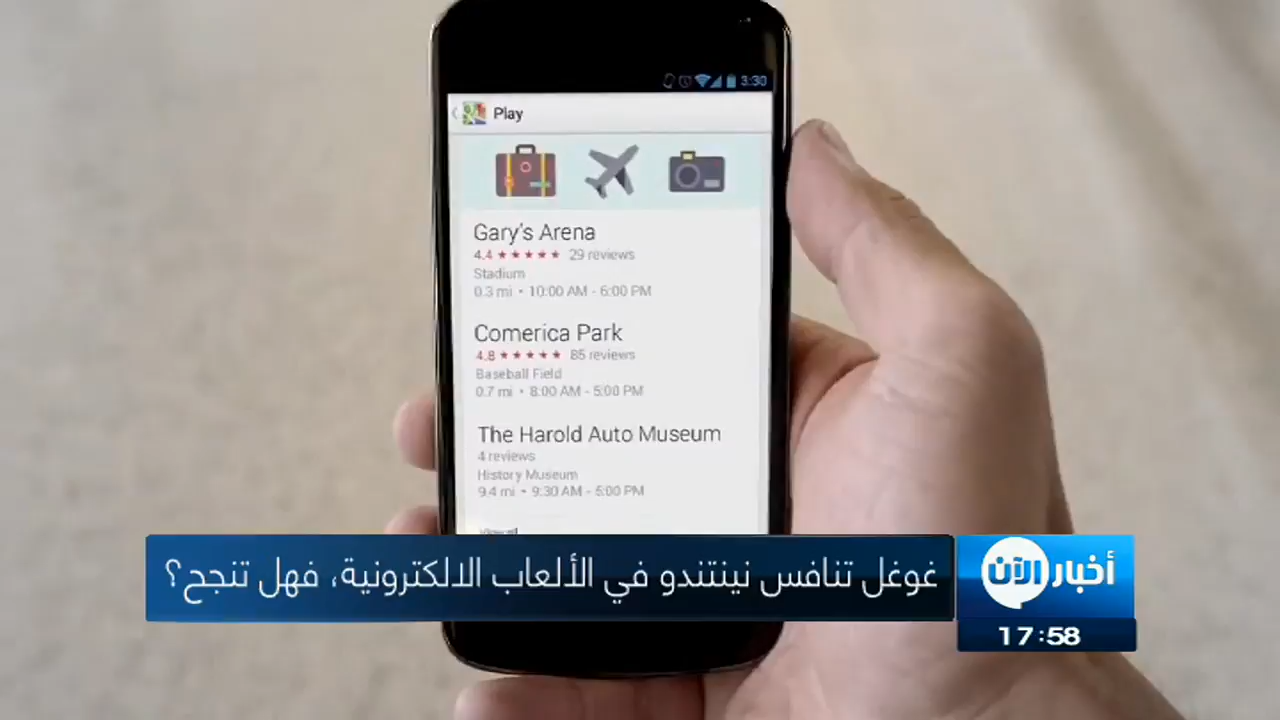 3:30
Play
Gary's Arena
4.4 ★★★★★ 29 reviews
Stadium
0.3 mi • 10:00 AM - 6:00 PM
Comerica Park
4.8 ★★★★★ 85 reviews
Baseball Field
0.7 mi • 8:00 AM - 5:00 PM
The Harold Auto Museum
4 reviews
History Museum
9.4 mi • 9:30 AM - 5:00 PM
غوغل تنافس نينتندو في الألعاب الالكترونية، فهل تنجح؟
أخبار الآن
17:58